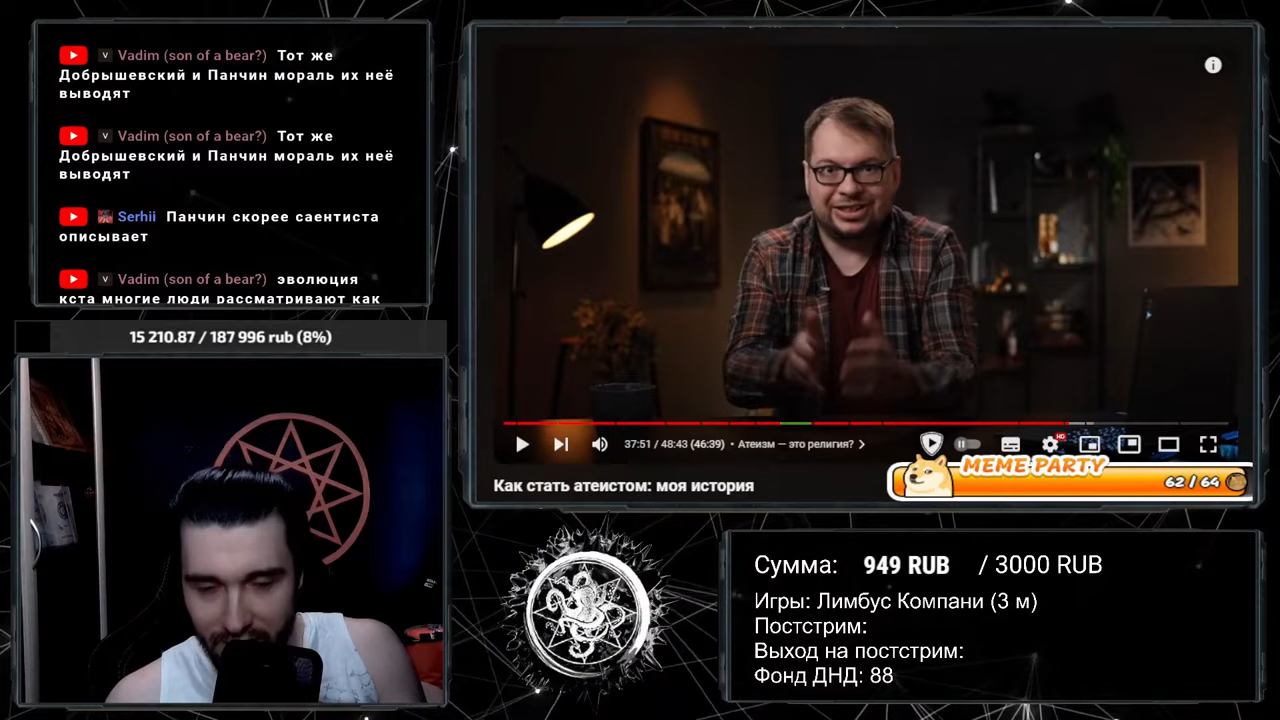 V Vadim (son of a bear?) Тот же
Добрышевский и Панчин мораль их неё
выводят
V Vadim (son of a bear?) Тот же
Добрышевский и Панчин мораль их неё
выводят
Serhii Панчин скорее саентиста
описывает
V Vadim (son of a bear?) эволюция
кста многие люди рассматривают как
15 210.87 / 187 996 rub (8%)
37:51 / 48:43 (46:39) • Атеизм — это религия?
HD
MEME PARTY
62 / 64
Как стать атеистом: моя история
Сумма: 949 RUB / 3000 RUB
Игры: Лимбус Компани (3 м)
Постстрим:
Выход на постстрим:
Фонд ДНД: 88